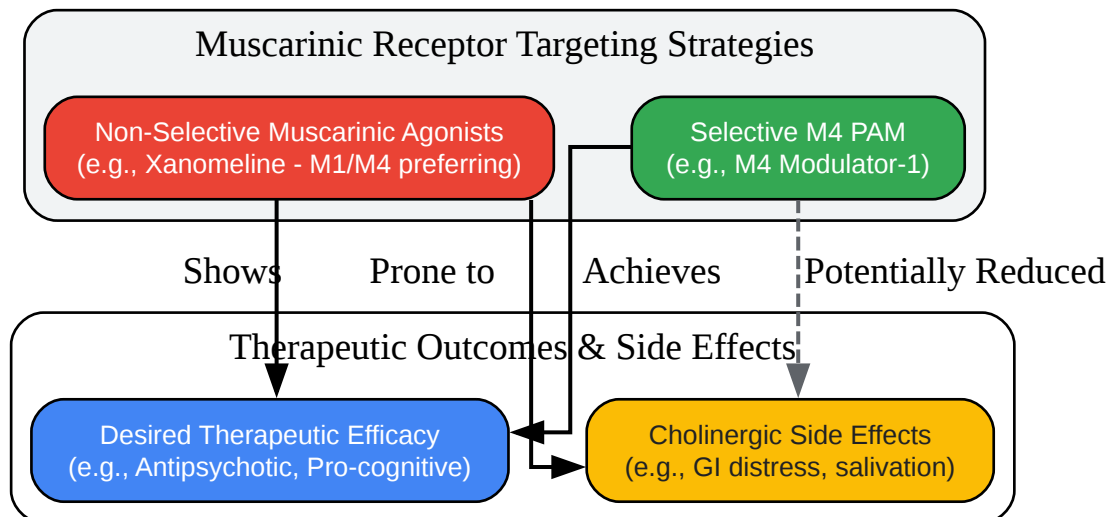 Muscarinic Receptor Targeting Strategies
Non-Selective Muscarinic Agonists
(e.g., Xanomeline - M1/M4 preferring)
Selective M4 PAM
(e.g., M4 Modulator-1)
Shows
Prone to
Achieves
Potentially Reduced
Therapeutic Outcomes & Side Effects
Desired Therapeutic Efficacy
(e.g., Antipsychotic, Pro-cognitive)
Cholinergic Side Effects
(e.g., GI distress, salivation)